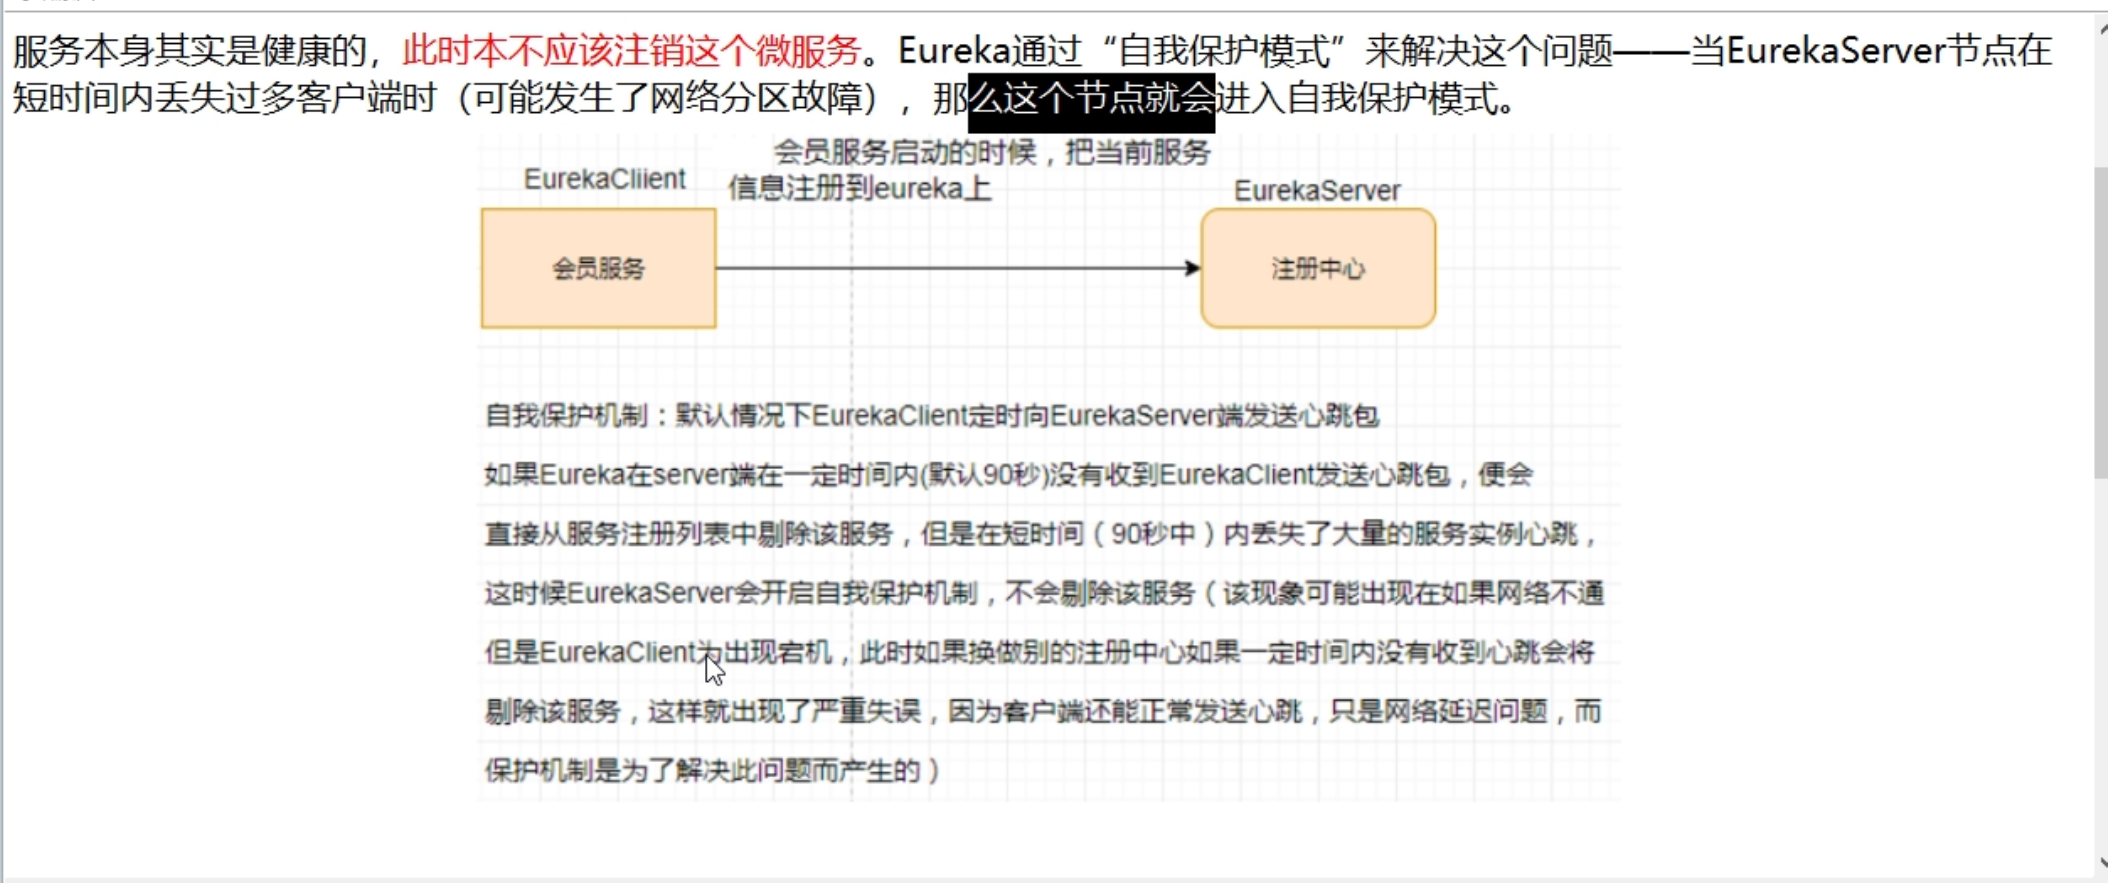 服务本身其实是健康的，此时本不应该注销这个微服务。Eureka通过“自我保护模式”来解决这个问题——当EurekaServer节点在
短时间内丢失过多客户端时（可能发生了网络分区故障），那么这个节点就会进入自我保护模式。
会员服务启动的时候，把当前服务
信息注册到eureka上
EurekaCliient
EurekaServer
会员服务
注册中心
自我保护机制：默认情况下EurekaClient定时向EurekaServer端发送心跳包
如果Eureka在server端在一定时间内(默认90秒)没有收到EurekaClient发送心跳包，便会
直接从服务注册列表中剔除该服务，但是在短时间（90秒中）内丢失了大量的服务实例心跳，
这时候EurekaServer会开启自我保护机制，不会剔除该服务（该现象可能出现在如果网络不通
但是EurekaClient为出现宕机，此时如果换做别的注册中心如果一定时间内没有收到心跳会将
剔除该服务，这样就出现了严重失误，因为客户端还能正常发送心跳，只是网络延迟问题，而
保护机制是为了解决此问题而产生的）